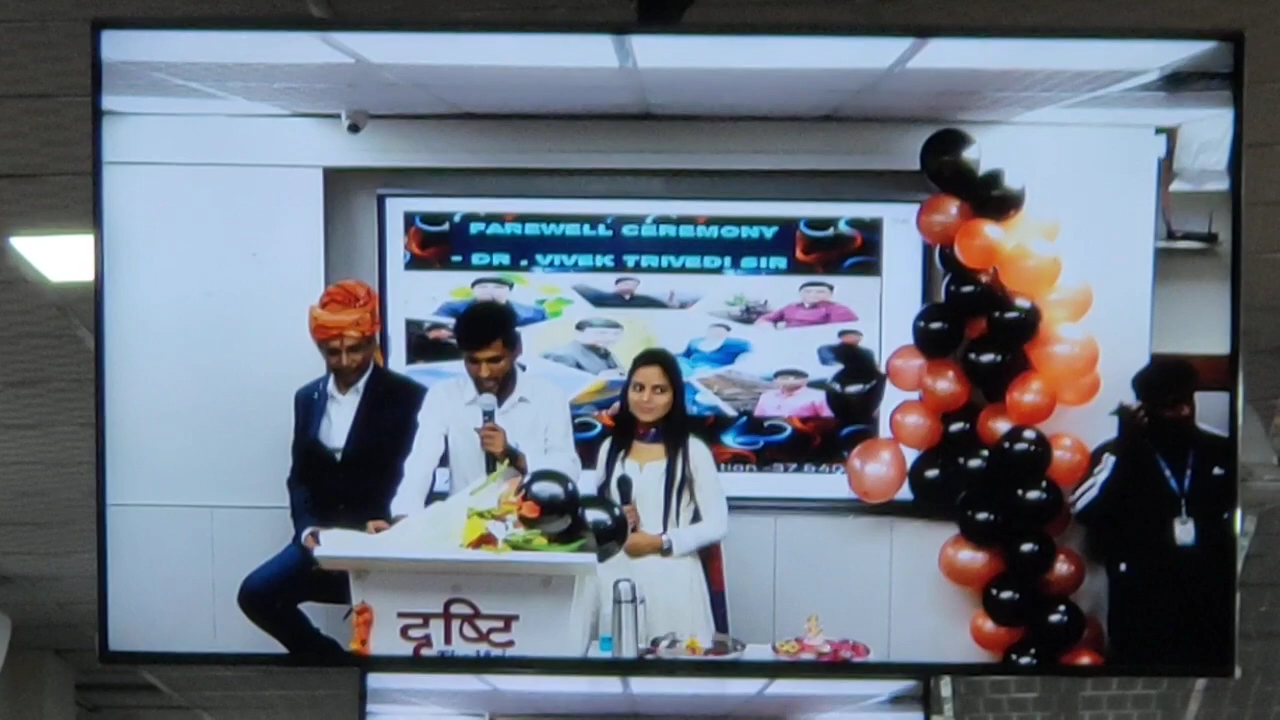 FAREWELL CEREMONY
- DR . VIVEK TRIVEDI SIR
दृष्टि